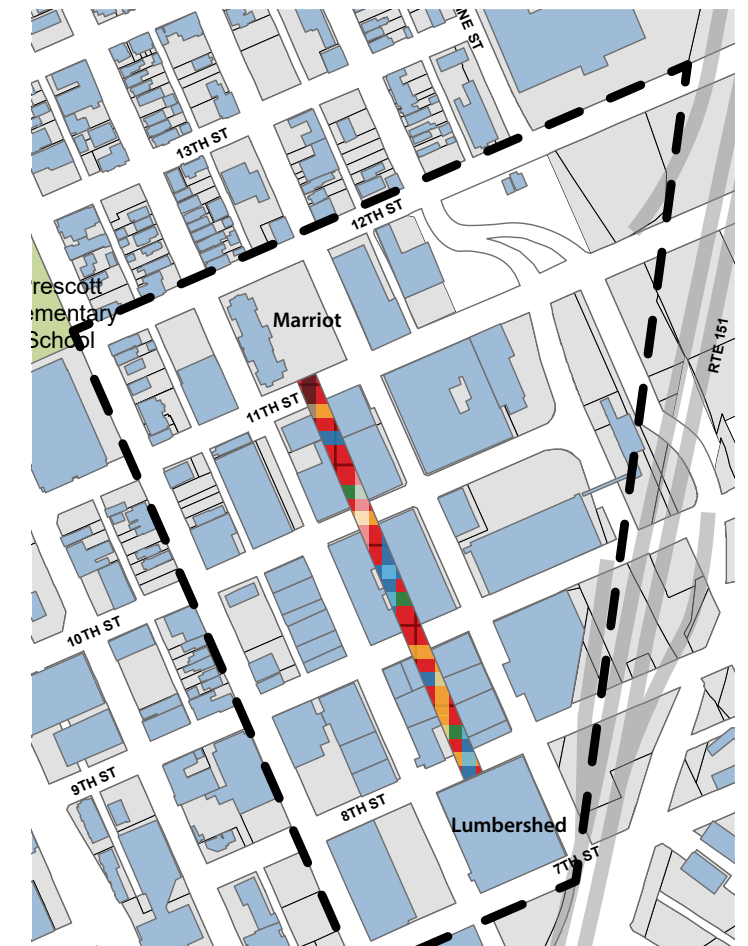 NE ST
13TH ST
12TH ST
rescott
ementary
School
Marriot
RTE 151
11TH ST
10TH ST
9TH ST
8TH ST
Lumbershed
7TH ST